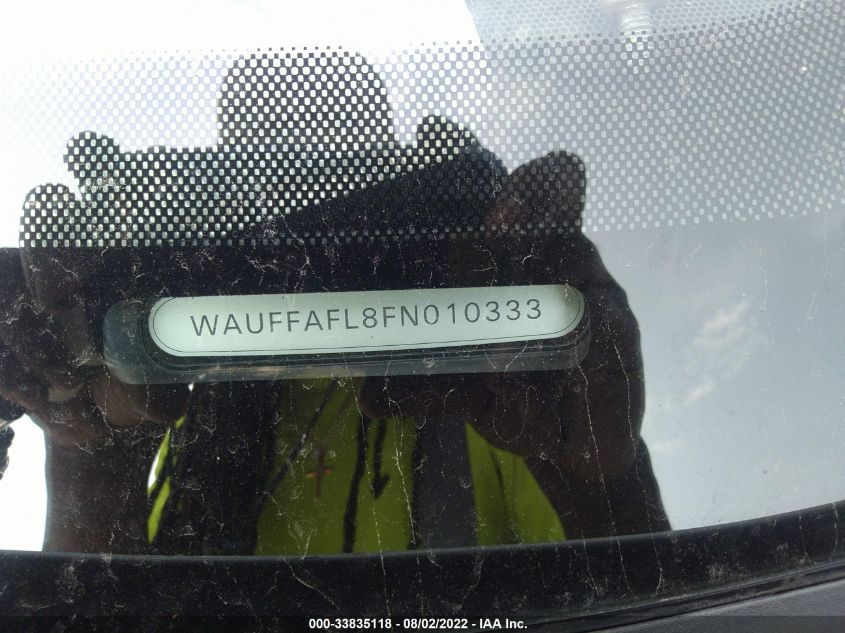 WAUFFAFL8FN010333
000-33835118 - 08/02/2022 - IAA Inc.